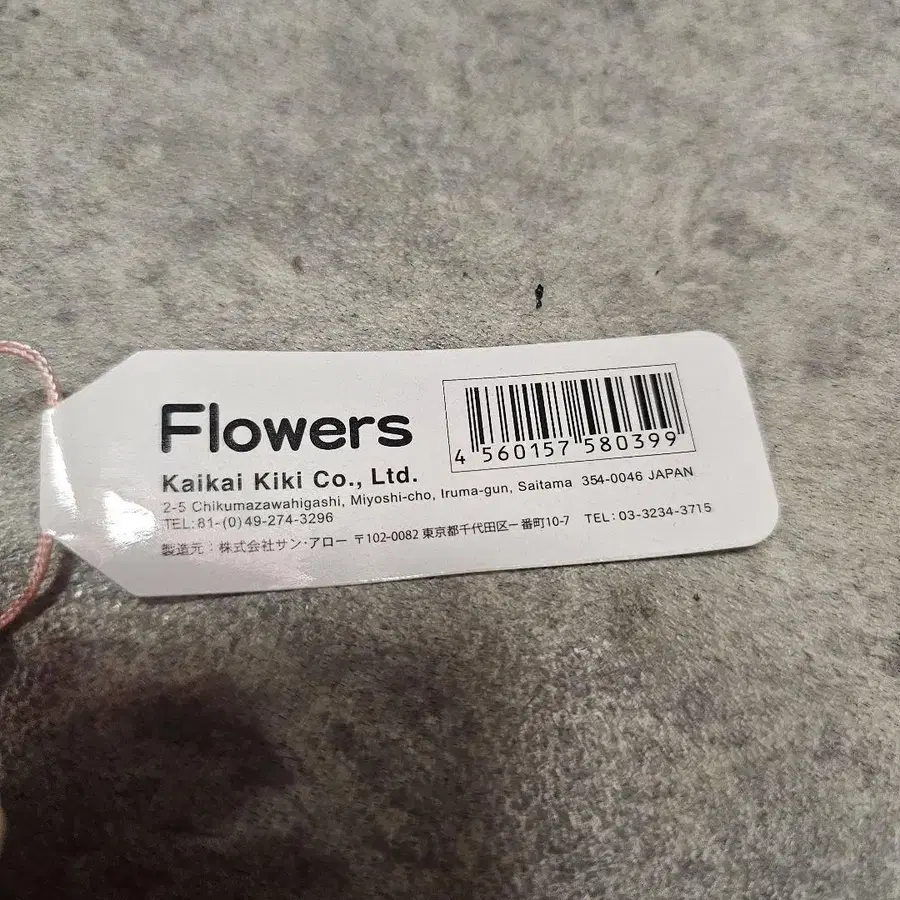 Flowers
4 560157 580399
Kaikai Kiki Co., Ltd.
2-5 Chikumazawahigashi, Miyoshi-cho, Iruma-gun, Saitama 354-0046 JAPAN
TEL:81-(0)49-274-3296
製造元：株式会社サン・アロー 〒102-0082 東京都千代田区一番町10-7 TEL：03-3234-3715